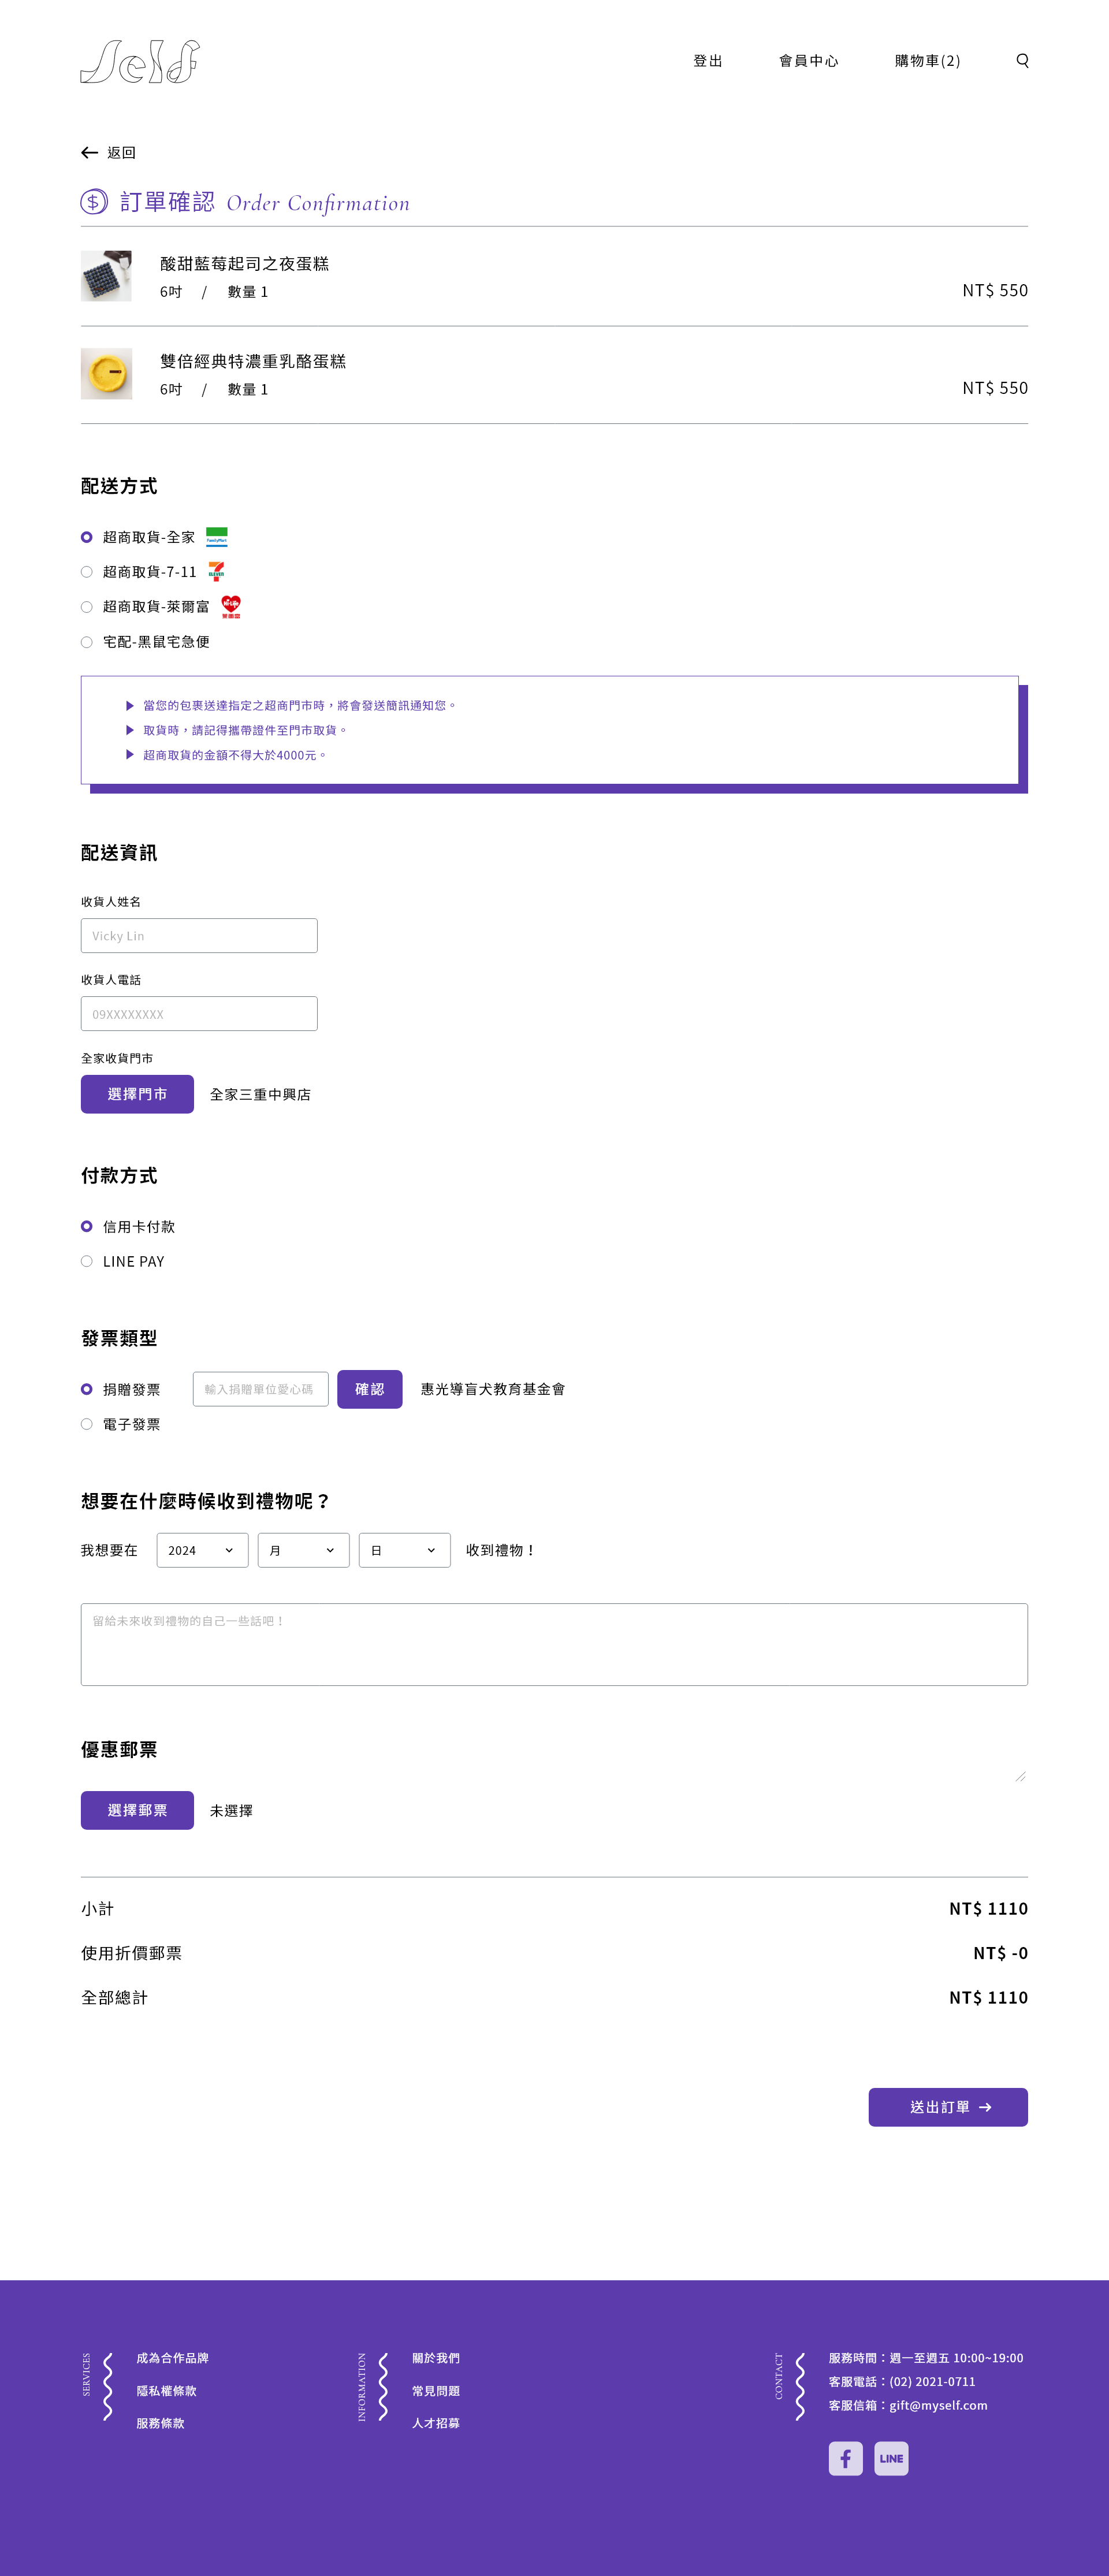 Self
登出 會員中心 購物車(2)
返回
$ 訂單確認 Order Confirmation
酸甜藍莓起司之夜蛋糕
6吋 / 數量 1 NT$ 550
雙倍經典特濃重乳酪蛋糕
6吋 / 數量 1 NT$ 550
配送方式
超商取貨-全家 FamilyMart
超商取貨-7-11 7 ELEVEN
超商取貨-萊爾富 Hi-Life 萊爾富
宅配-黑鼠宅急便
當您的包裹送達指定之超商門市時，將會發送簡訊通知您。
取貨時，請記得攜帶證件至門市取貨。
超商取貨的金額不得大於4000元。
配送資訊
收貨人姓名
Vicky Lin
收貨人電話
09XXXXXXXX
全家收貨門市
選擇門市 全家三重中興店
付款方式
信用卡付款
LINE PAY
發票類型
捐贈發票 輸入捐贈單位愛心碼 確認 惠光導盲犬教育基金會
電子發票
想要在什麼時候收到禮物呢？
我想要在 2024 月 日 收到禮物！
留給未來收到禮物的自己一些話吧！
優惠郵票
選擇郵票 未選擇
小計 NT$ 1110
使用折價郵票 NT$ -0
全部總計 NT$ 1110
送出訂單
SERVICES
成為合作品牌
隱私權條款
服務條款
INFORMATION
關於我們
常見問題
人才招募
CONTACT
服務時間：週一至週五 10:00~19:00
客服電話：(02) 2021-0711
客服信箱：gift@myself.com
f LINE